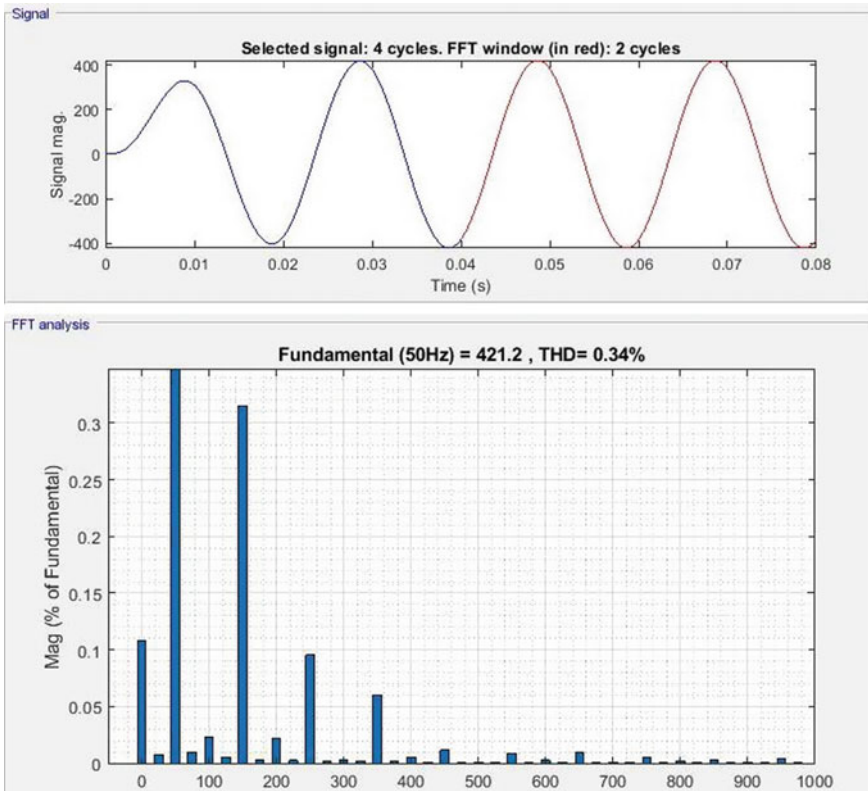 Signal
Selected signal: 4 cycles. FFT window (in red): 2 cycles
Signal mag.
400
200
0
-200
-400
0 0.01 0.02 0.03 0.04 0.05 0.06 0.07 0.08
Time (s)
FFT analysis
Fundamental (50Hz) = 421.2 , THD= 0.34%
Mag (% of Fundamental)
0.3
0.25
0.2
0.15
0.1
0.05
0
0 100 200 300 400 500 600 700 800 900 1000